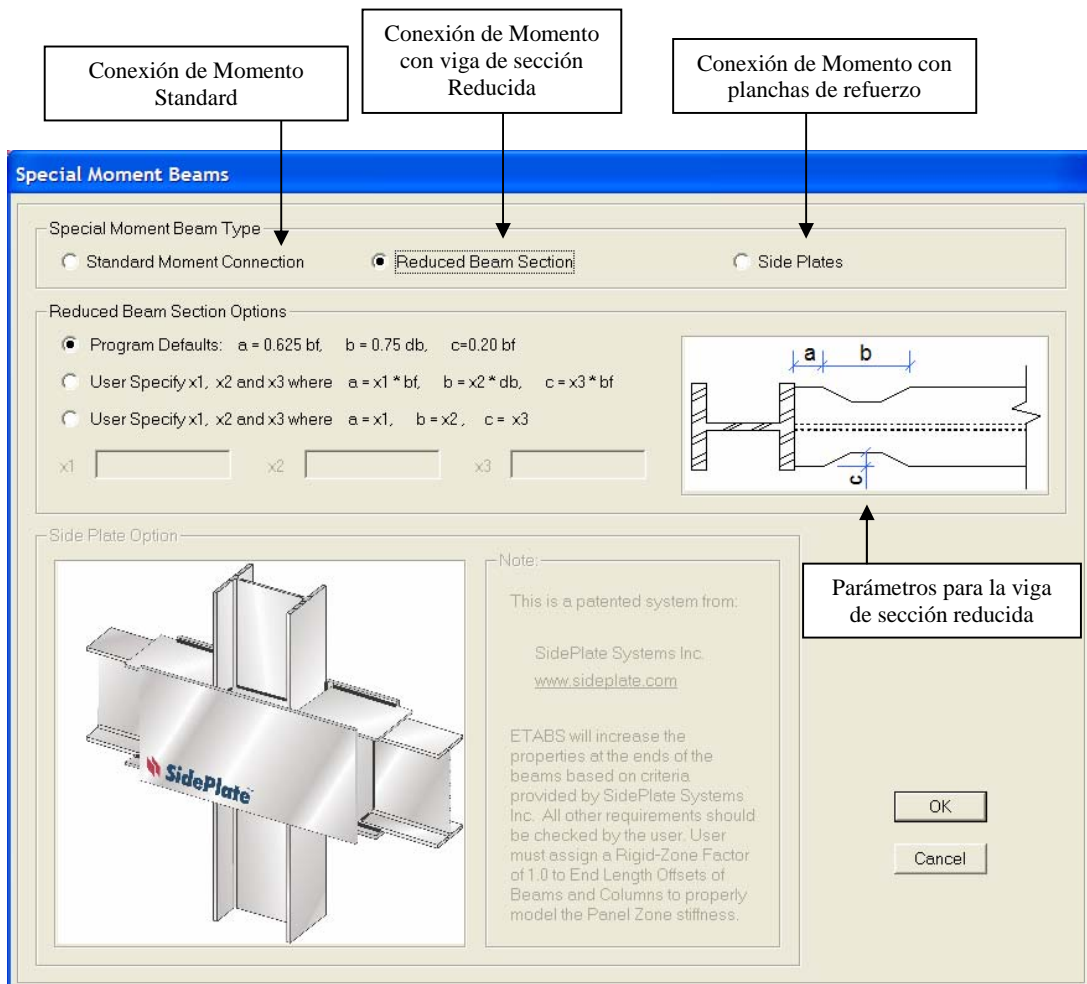 Conexión de Momento
Standard
Conexión de Momento
con viga de sección
Reducida
Conexión de Momento con
planchas de refuerzo
Special Moment Beams
Special Moment Beam Type
Standard Moment Connection
Reduced Beam Section
Side Plates
Reduced Beam Section Options
Program Defaults: a = 0.625 bf, b = 0.75 db, c=0.20 bf
User Specify x1, x2 and x3 where a = x1 * bf, b = x2 * db, c = x3 * bf
User Specify x1, x2 and x3 where a = x1, b = x2, c = x3
x1 x2 x3
a b
c
Parámetros para la viga
de sección reducida
Side Plate Option
SidePlate
Note:
This is a patented system from:
SidePlate Systems Inc.
www.sideplate.com
ETABS will increase the
properties at the ends of the
beams based on criteria
provided by SidePlate Systems
Inc. All other requirements should
be checked by the user. User
must assign a Rigid-Zone Factor
of 1.0 to End Length Offsets of
Beams and Columns to properly
model the Panel Zone stiffness.
OK
Cancel